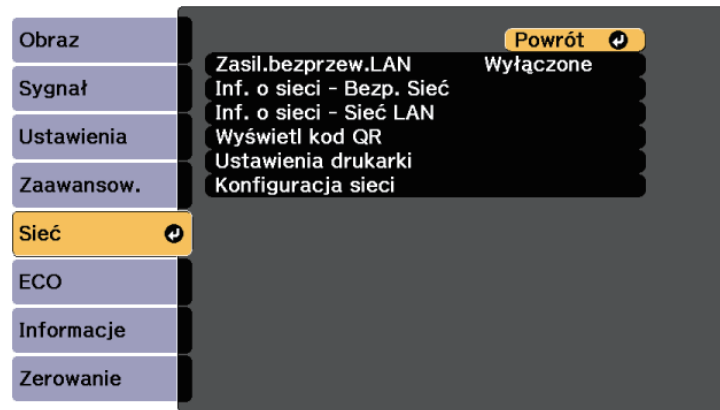 Obraz
Sygnał
Ustawienia
Zaawansow.
Sieć
ECO
Informacje
Zerowanie
Powrót
Zasil.bezprzew.LAN Wyłączone
Inf. o sieci - Bezp. Sieć
Inf. o sieci - Sieć LAN
Wyświetl kod QR
Ustawienia drukarki
Konfiguracja sieci